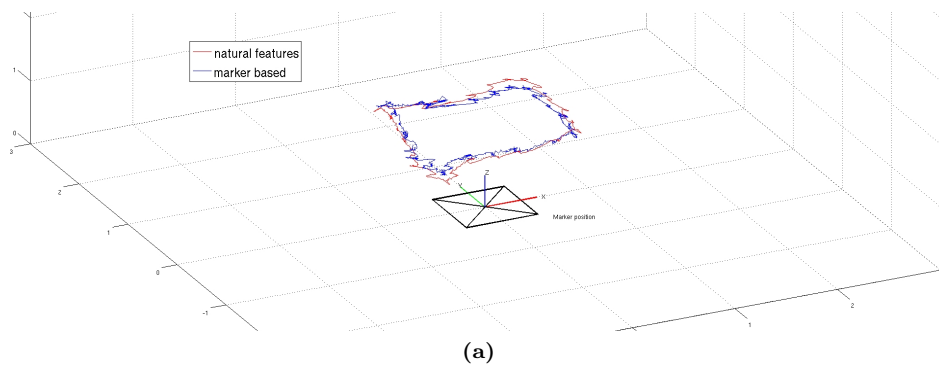 1
0
3
2
1
0
-1
natural features
marker based
Z
Y
X
Marker position
1
2
(a)